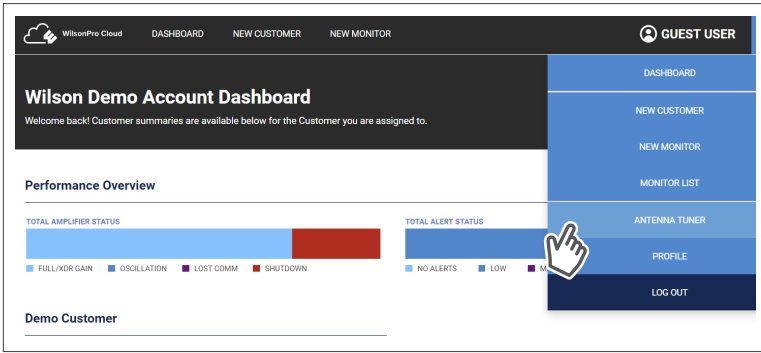 WilsonPro Cloud DASHBOARD NEW CUSTOMER NEW MONITOR GUEST USER
DASHBOARD
Wilson Demo Account Dashboard
NEW CUSTOMER
Welcome back! Customer summaries are available below for the Customer you are assigned to.
NEW MONITOR
Performance Overview
MONITOR LIST
TOTAL AMPLIFIER STATUS TOTAL ALERT STATUS
ANTENNA TUNER
PROFILE
FULL/XDR GAIN OSCILLATION LOST COMM SHUTDOWN NO ALERTS LOW M
LOG OUT
Demo Customer